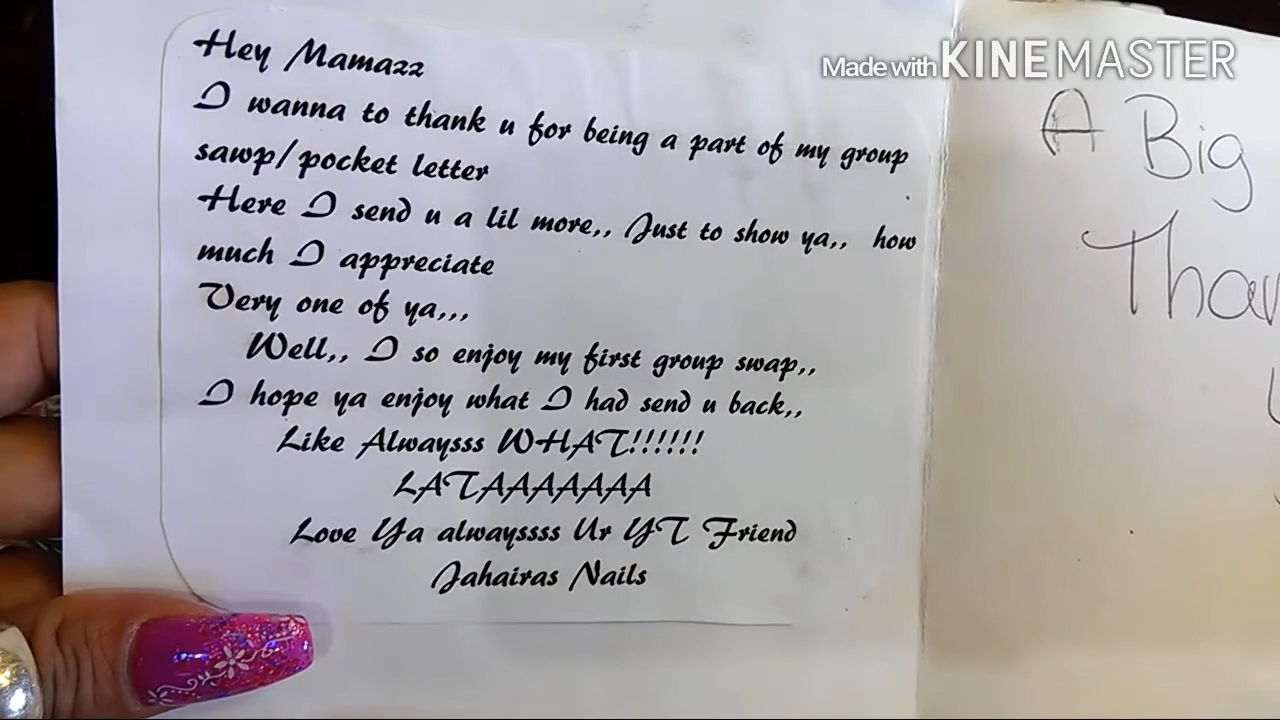 Hey Mamazz
I wanna to thank u for being a part of my group
sawp/pocket letter
Here I send u a lil more,, Just to show ya,, how
much I appreciate
Very one of ya,,,
Well,, I so enjoy my first group swap,,
I hope ya enjoy what I had send u back,,
Like Alwaysss WHAT!!!!!!
LATAAAAAAA
Love Ya alwayssss Ur YT Friend
Jahairas Nails
Made with KINEMASTER
A Big